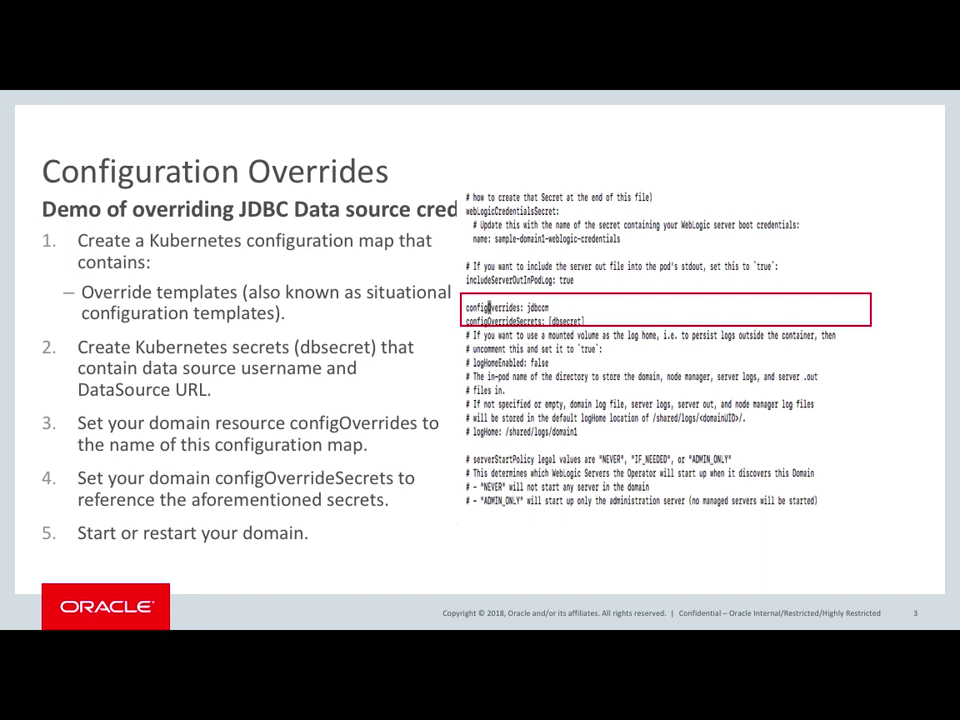 Configuration Overrides
Demo of overriding JDBC Data source cred
1. Create a Kubernetes configuration map that
contains:
– Override templates (also known as situational
configuration templates).
2. Create Kubernetes secrets (dbsecret) that
contain data source username and
DataSource URL.
3. Set your domain resource configOverrides to
the name of this configuration map.
4. Set your domain configOverrideSecrets to
reference the aforementioned secrets.
5. Start or restart your domain.
# how to create that Secret at the end of this file)
webLogicCredentialsSecret:
# Update this with the name of the secret containing your WebLogic server boot credentials:
name: sample-domain1-weblogic-credentials
# If you want to include the server out file into the pod's stdout, set this to `true`:
includeServerOutInPodLog: true
configOverrides: jdbccm
configOverrideSecrets: [dbsecret]
# If you want to use a mounted volume as the log home, i.e. to persist logs outside the container, then
# uncomment this and set it to `true`:
# logHomeEnabled: false
# The in-pod name of the directory to store the domain, node manager, server logs, and server .out
# files in.
# If not specified or empty, domain log file, server logs, server out, and node manager log files
# will be stored in the default logHome location of /shared/logs/<domainUID>/.
# logHome: /shared/logs/domain1
# serverStartPolicy legal values are "NEVER", "IF_NEEDED", or "ADMIN_ONLY"
# This determines which WebLogic Servers the Operator will start up when it discovers this Domain
# - "NEVER" will not start any server in the domain
# - "ADMIN_ONLY" will start up only the administration server (no managed servers will be started)
ORACLE
Copyright © 2018, Oracle and/or its affiliates. All rights reserved. | Confidential – Oracle Internal/Restricted/Highly Restricted 3